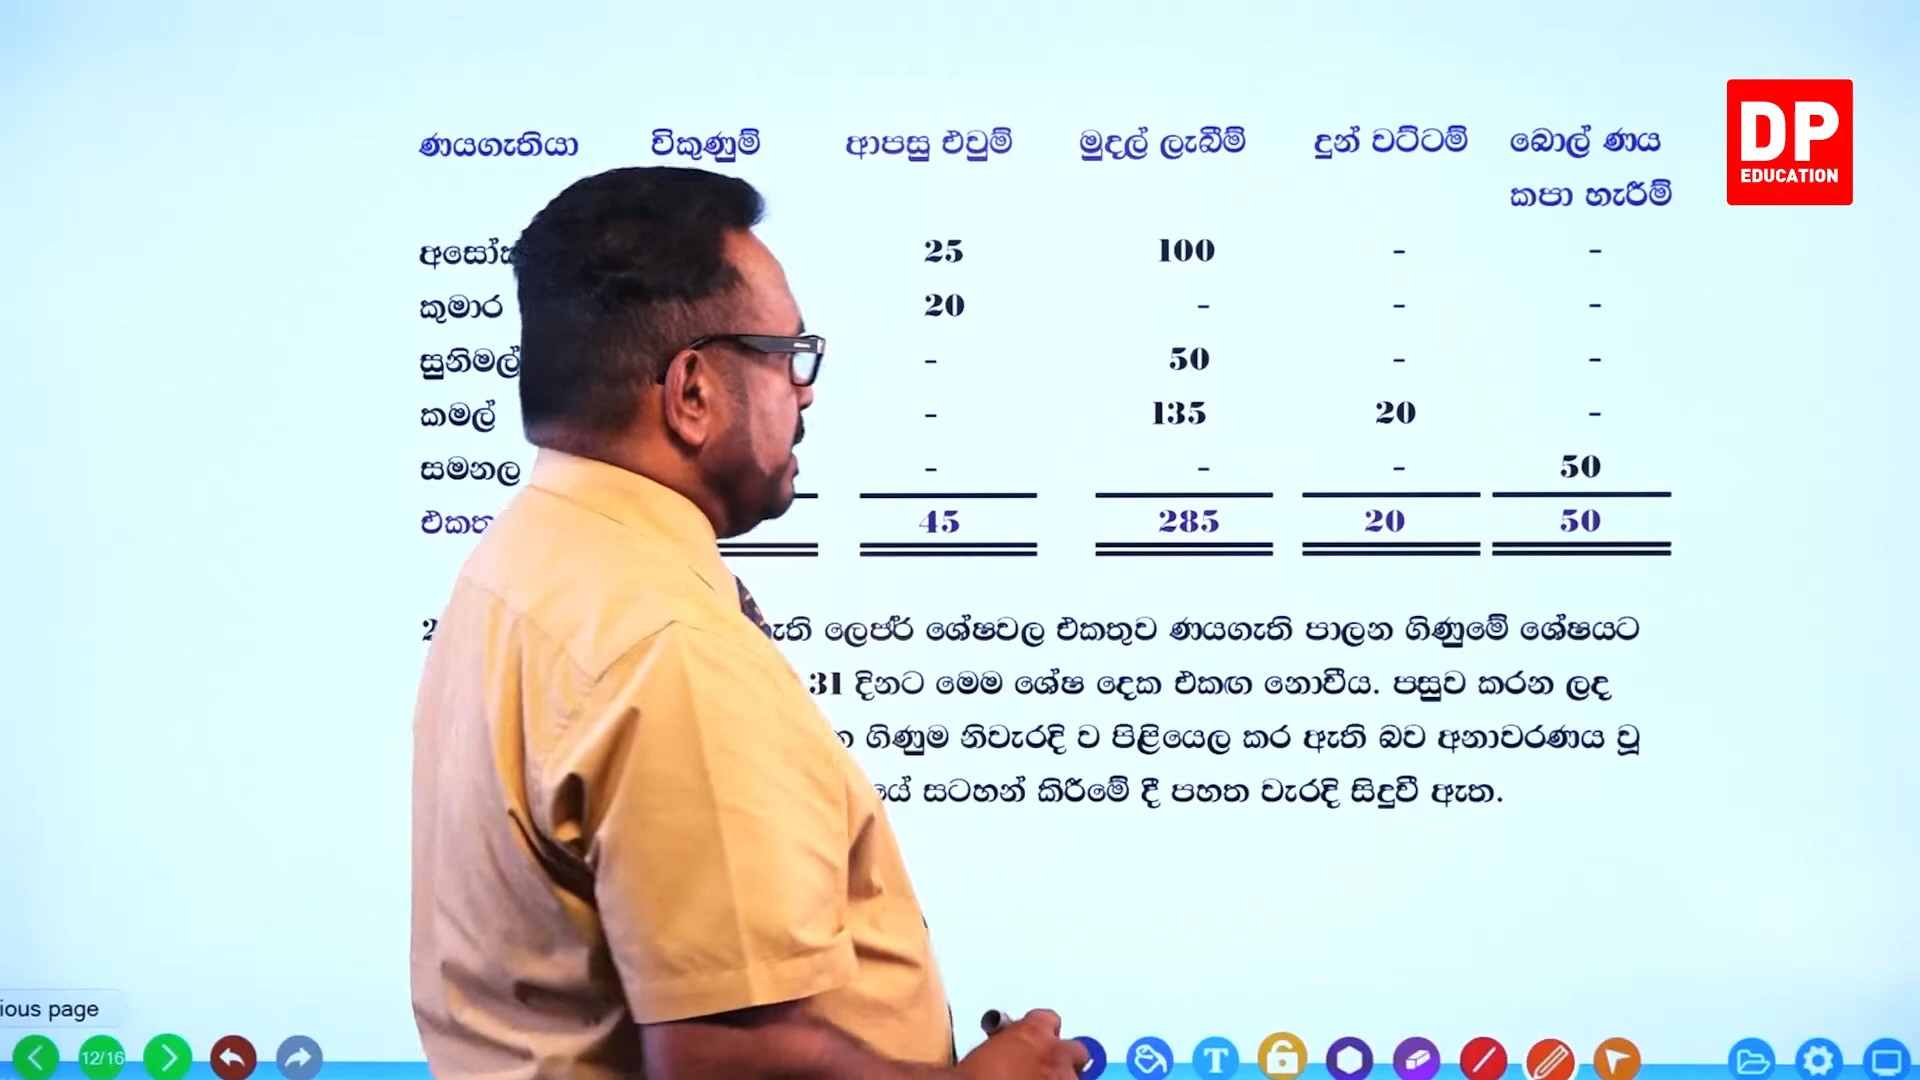 DP
EDUCATION
ණයගැතියා විකුණුම් ආපසු එවුම් මුදල් ලැබීම් දුන් වට්ටම් බොල් ණය
කපා හැරීම්
25 100 - -
කුමාර 20 - - -
සුනිමල් - 50 - -
කමල් - 135 20 -
සමනල - - - 50
45 285 20 50
ලෙජර් ශේෂවල එකතුව ණයගැති පාලන ගිණුමේ ශේෂයට
31 දිනට මෙම ශේෂ දෙක එකඟ නොවීය. පසුව කරන ලද
ගිණුම නිවැරදි ව පිළියෙල කර ඇති බව අනාවරණය වූ
සටහන් කිරීමේ දී පහත වැරදි සිදුවී ඇත.
page
12/16
T